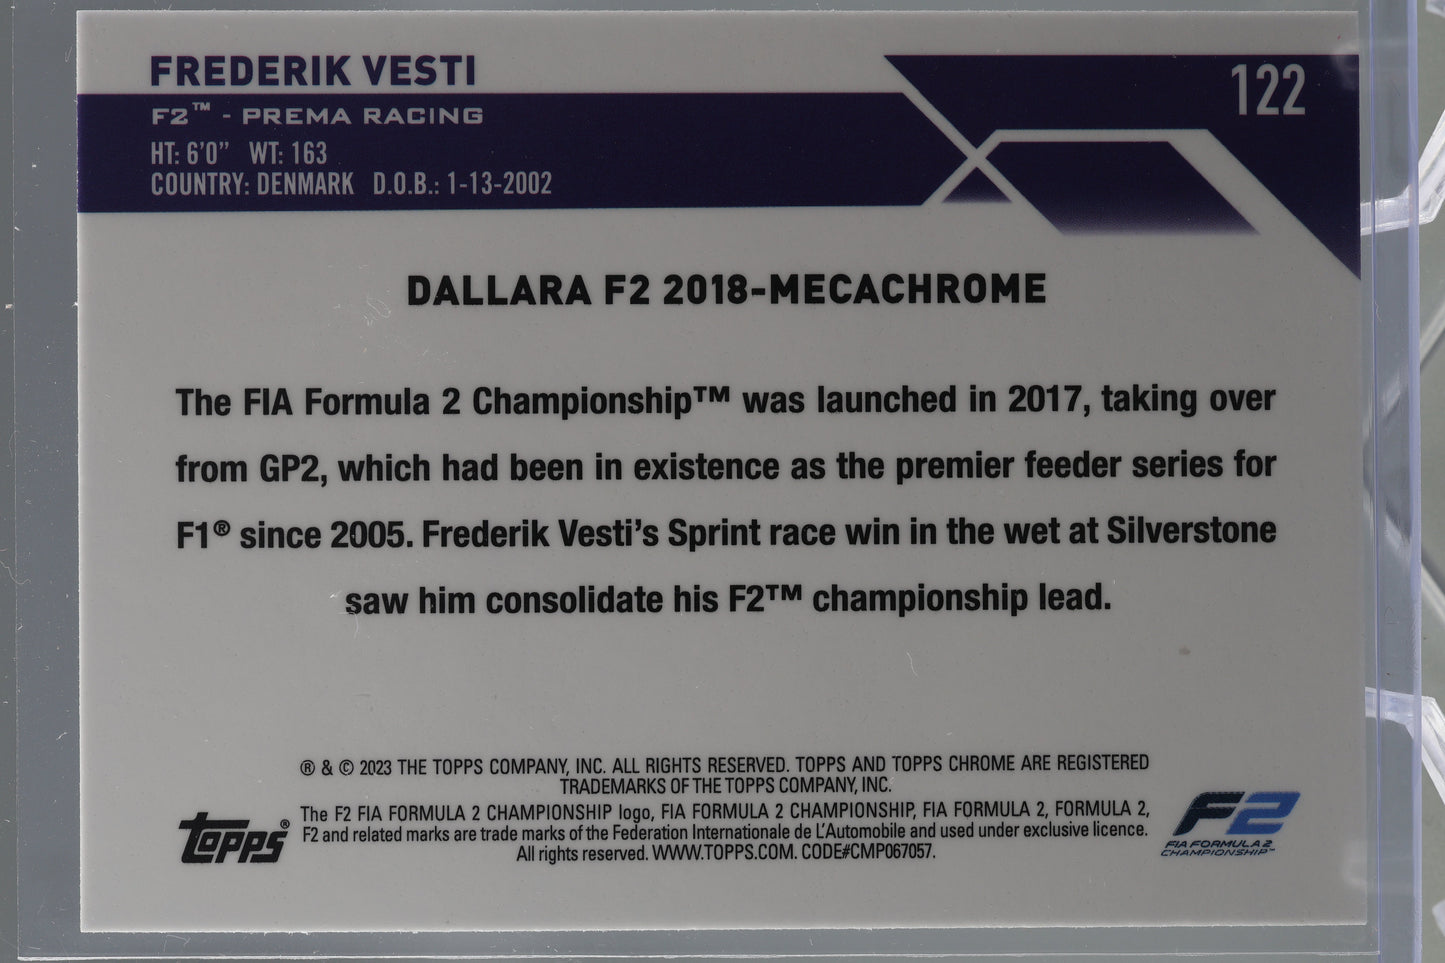 FREDERIK VESTI
122
F2™ - PREMA RACING
HT: 6'0" WT: 163
COUNTRY: DENMARK D.O.B.: 1-13-2002
DALLARA F2 2018-MECACHROME
The FIA Formula 2 Championship™ was launched in 2017, taking over
from GP2, which had been in existence as the premier feeder series for
F1® since 2005. Frederik Vesti's Sprint race win in the wet at Silverstone
saw him consolidate his F2™ championship lead.
® & © 2023 THE TOPPS COMPANY, INC. ALL RIGHTS RESERVED. TOPPS AND TOPPS CHROME ARE REGISTERED
TRADEMARKS OF THE TOPPS COMPANY, INC.
The F2 FIA FORMULA 2 CHAMPIONSHIP logo, FIA FORMULA 2 CHAMPIONSHIP, FIA FORMULA 2, FORMULA 2,
F2 and related marks are trade marks of the Federation Internationale de L'Automobile and used under exclusive licence.
All rights reserved. WWW.TOPPS.COM. CODE#CMP067057.
Topps®
F2
FIA FORMULA 2
CHAMPIONSHIP™